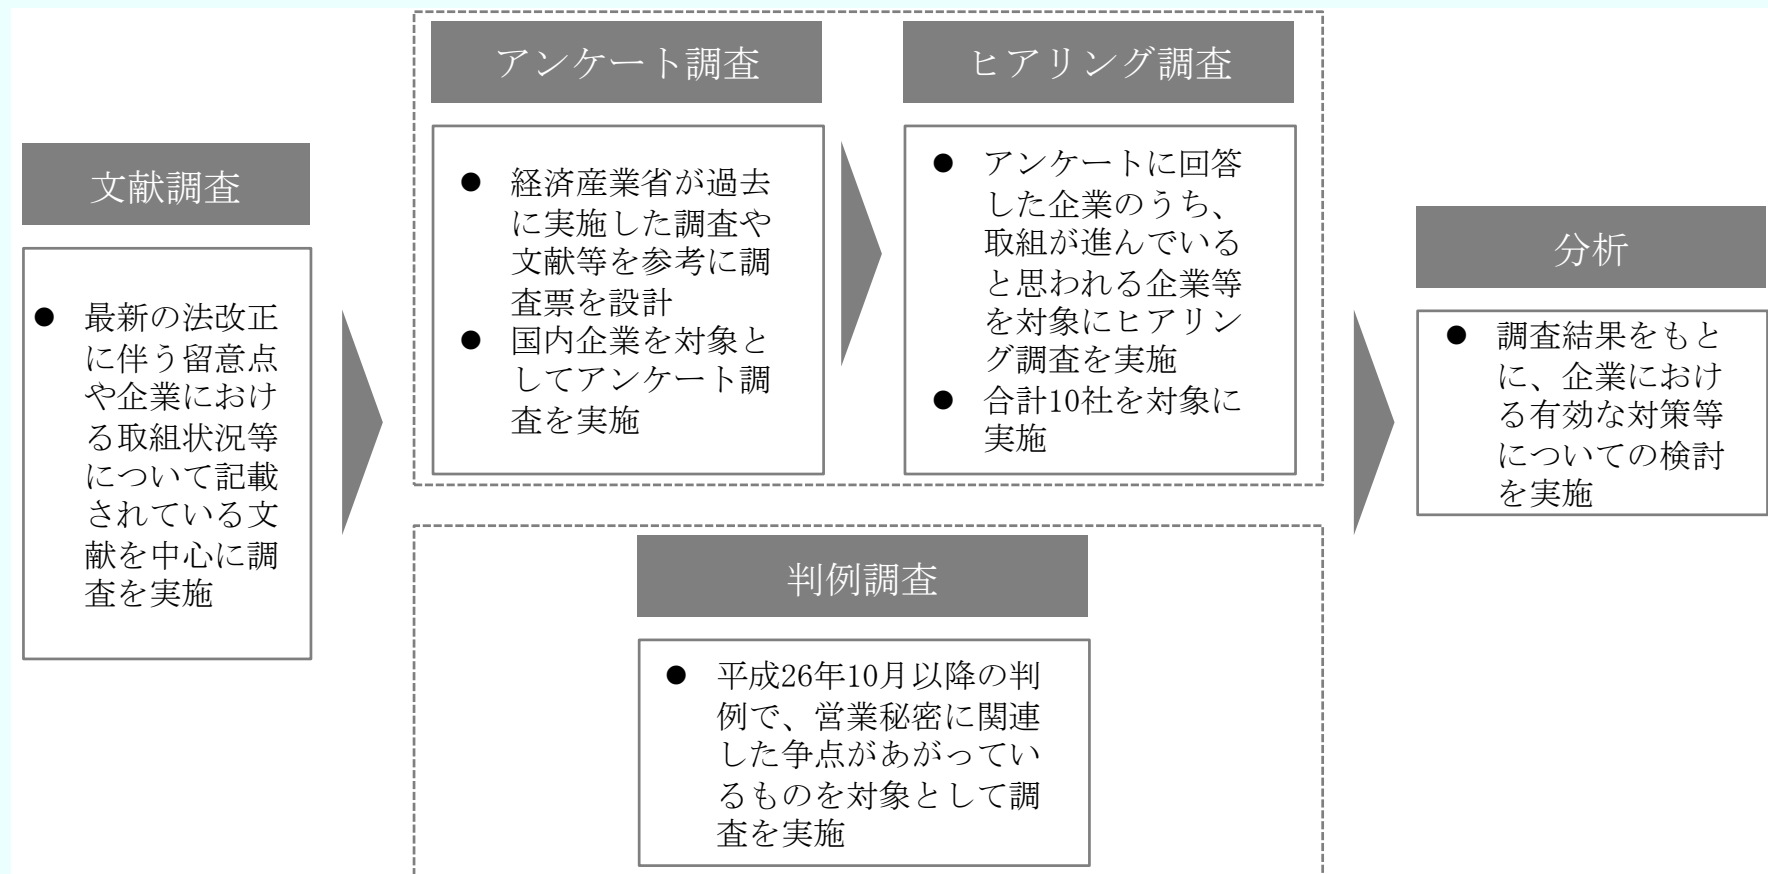 文献調査
● 最新の法改正
に伴う留意点
や企業におけ
る取組状況等
について記載
されている文
献を中心に調
査を実施
アンケート調査
● 経済産業省が過去
に実施した調査や
文献等を参考に調
査票を設計
● 国内企業を対象と
してアンケート調
査を実施
ヒアリング調査
● アンケートに回答
した企業のうち、
取組が進んでいる
と思われる企業等
を対象にヒアリン
グ調査を実施
● 合計10社を対象に
実施
判例調査
● 平成26年10月以降の判
例で、営業秘密に関連
した争点があがってい
るものを対象として調
査を実施
分析
● 調査結果をもと
に、企業におけ
る有効な対策等
についての検討
を実施